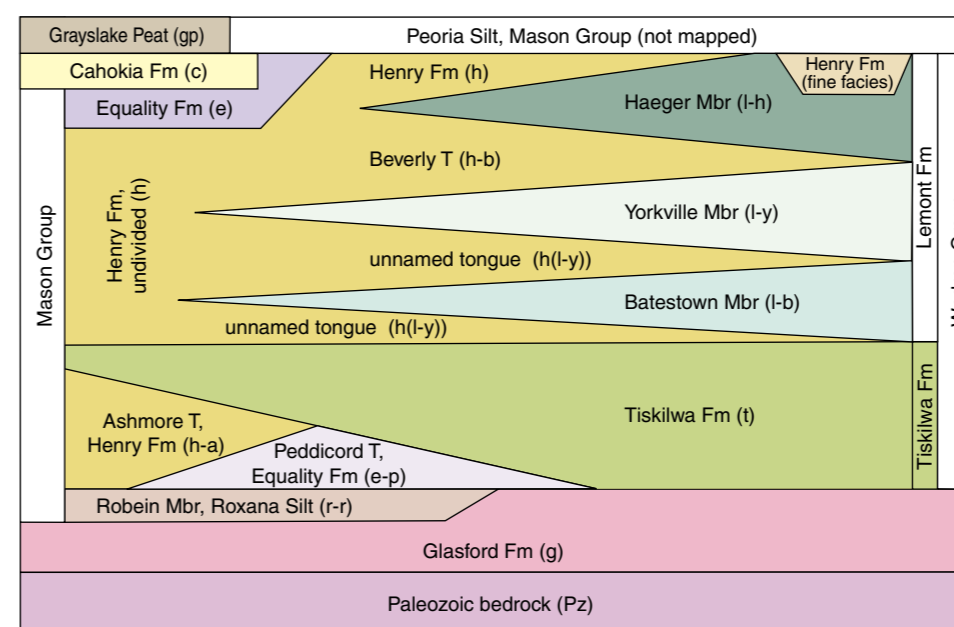 Grayslake Peat (gp)
Peoria Silt, Mason Group (not mapped)
Cahokia Fm (c)
Henry Fm (h)
Henry Fm
(fine facies)
Equality Fm (e)
Haeger Mbr (l-h)
Beverly T (h-b)
Lemont Fm
Henry Fm,
undivided (h)
Yorkville Mbr (l-y)
Mason Group
unnamed tongue (h(l-y))
Batestown Mbr (l-b)
unnamed tongue (h(l-y))
Ashmore T,
Henry Fm (h-a)
Tiskilwa Fm (t)
Tiskilwa Fm
Peddicord T,
Equality Fm (e-p)
Robein Mbr, Roxana Silt (r-r)
Glasford Fm (g)
Paleozoic bedrock (Pz)